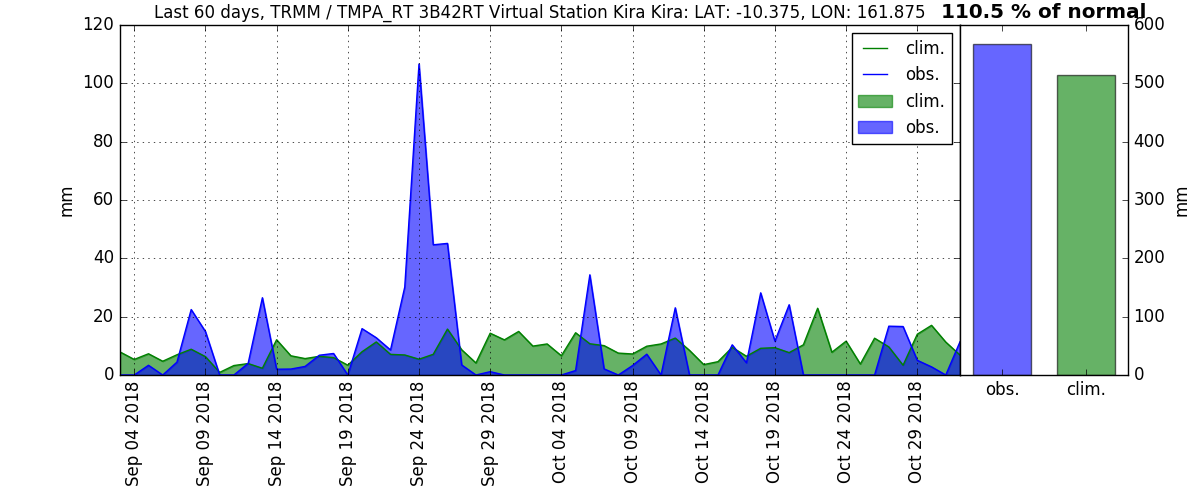 Last 60 days, TRMM / TMPA_RT 3B42RT Virtual Station Kira Kira: LAT: -10.375, LON: 161.875 110.5 % of normal
120
100
80
60
40
20
0
mm
clim.
obs.
clim.
obs.
600
500
400
300
200
100
0
mm
obs.
clim.
Sep 04 2018
Sep 09 2018
Sep 14 2018
Sep 19 2018
Sep 24 2018
Sep 29 2018
Oct 04 2018
Oct 09 2018
Oct 14 2018
Oct 19 2018
Oct 24 2018
Oct 29 2018